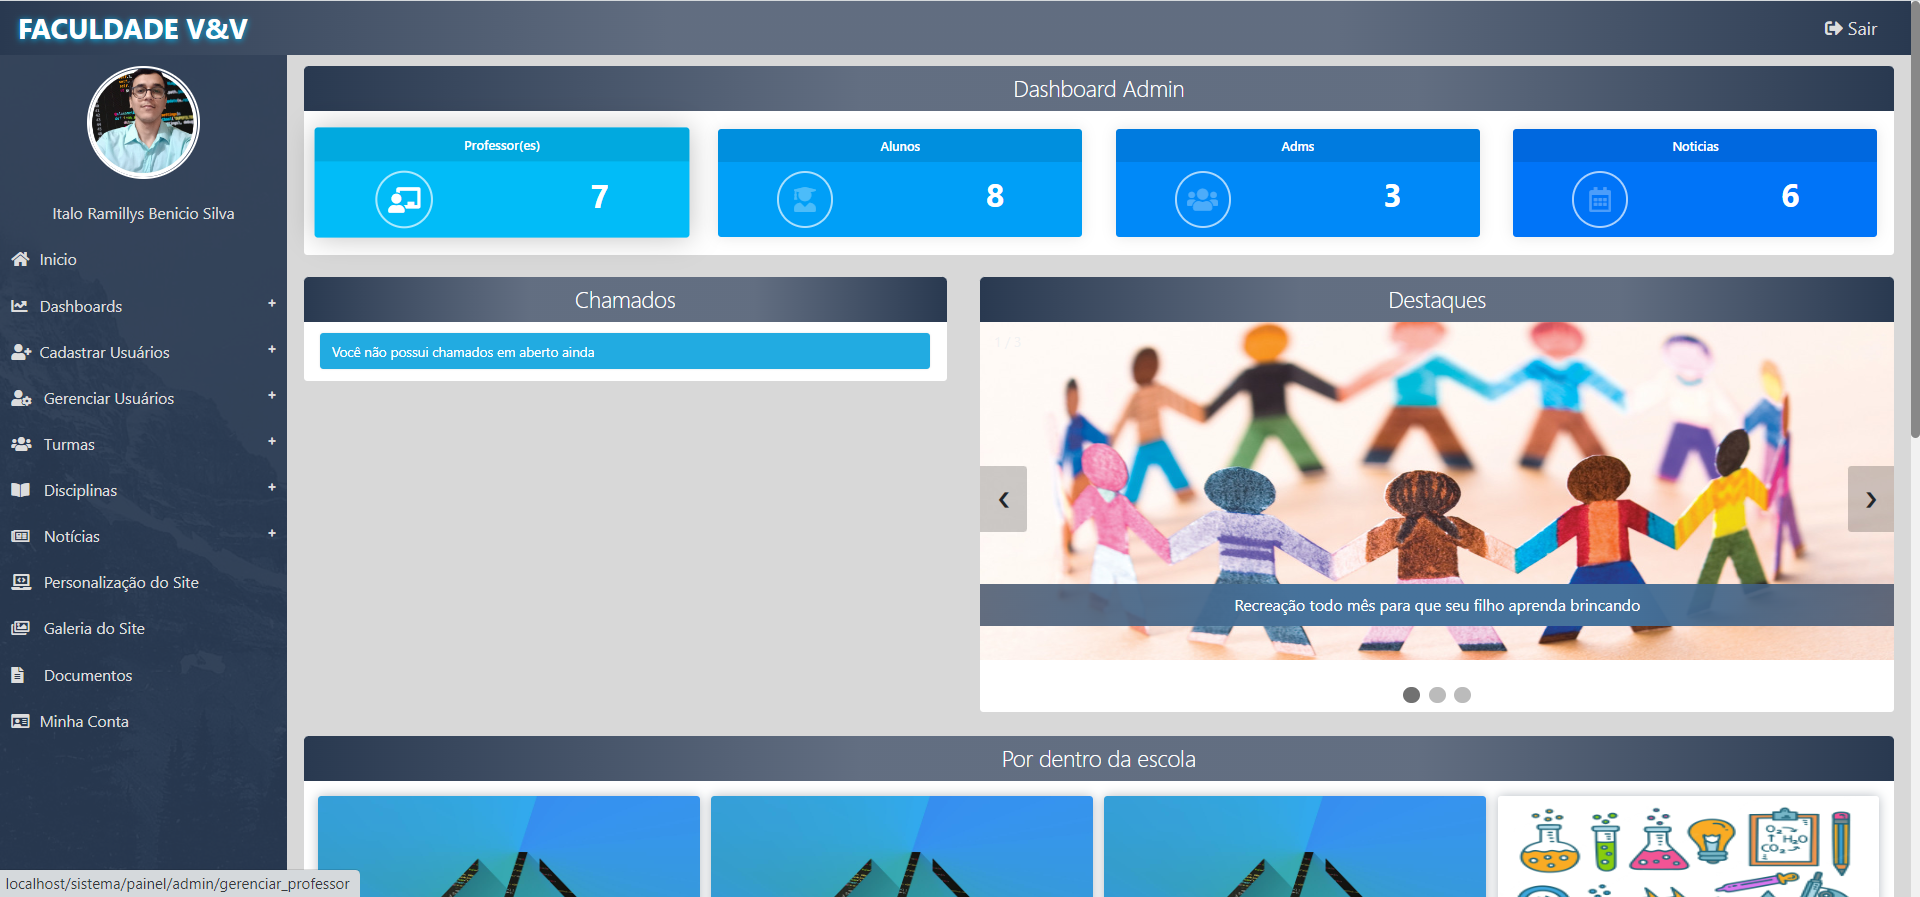 FACULDADE V&V
Sair
Italo Ramillys Benicio Silva
Inicio
Dashboards +
Cadastrar Usuários +
Gerenciar Usuários +
Turmas +
Disciplinas +
Notícias +
Personalização do Site
Galeria do Site
Documentos
Minha Conta
Dashboard Admin
Professor(es)
7
Alunos
8
Adms
3
Noticias
6
Chamados
Você não possui chamados em aberto ainda
Destaques
1 / 3
❮
❯
Recreação todo mês para que seu filho aprenda brincando
Por dentro da escola
O₂
H₂O
CO₂
localhost/sistema/painel/admin/gerenciar_professor